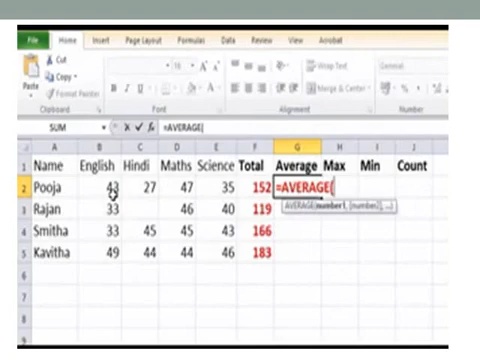 File Home Insert Page Layout Formulas Data Review View Acrobat
Cut
Copy
Format Painter
Paste
Wrap Text
General
Merge & Center
Clipboard Font Alignment Number
SUM =AVERAGE(
A B C D E F G H I J
1 Name English Hindi Maths Science Total Average Max Min Count
2 Pooja 43 27 47 35 152 =AVERAGE(
AVERAGE(number1, [number2], ...)
3 Rajan 33 46 40 119
4 Smitha 33 45 45 43 166
5 Kavitha 49 44 44 46 183
6
7
8
9